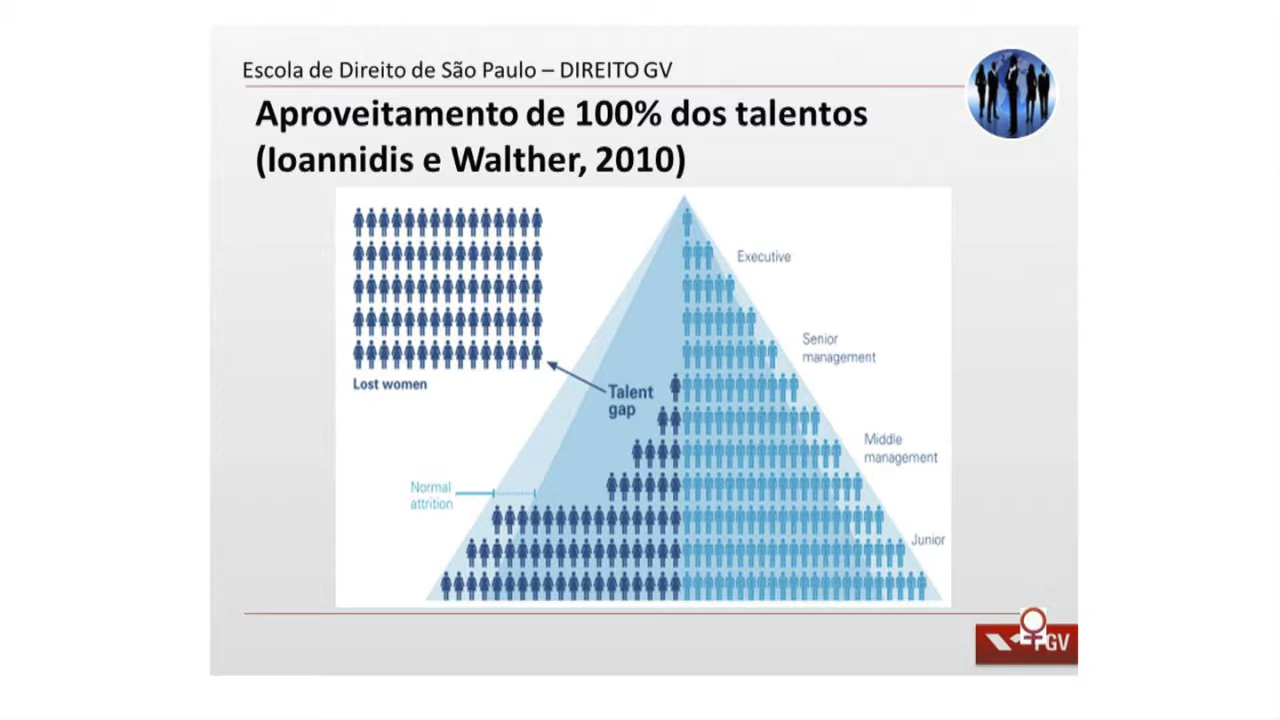 Escola de Direito de São Paulo – DIREITO GV
Aproveitamento de 100% dos talentos
(Ioannidis e Walther, 2010)
Executive
Senior
management
Lost women
Talent
gap
Middle
management
Normal
attrition
Junior
FGV